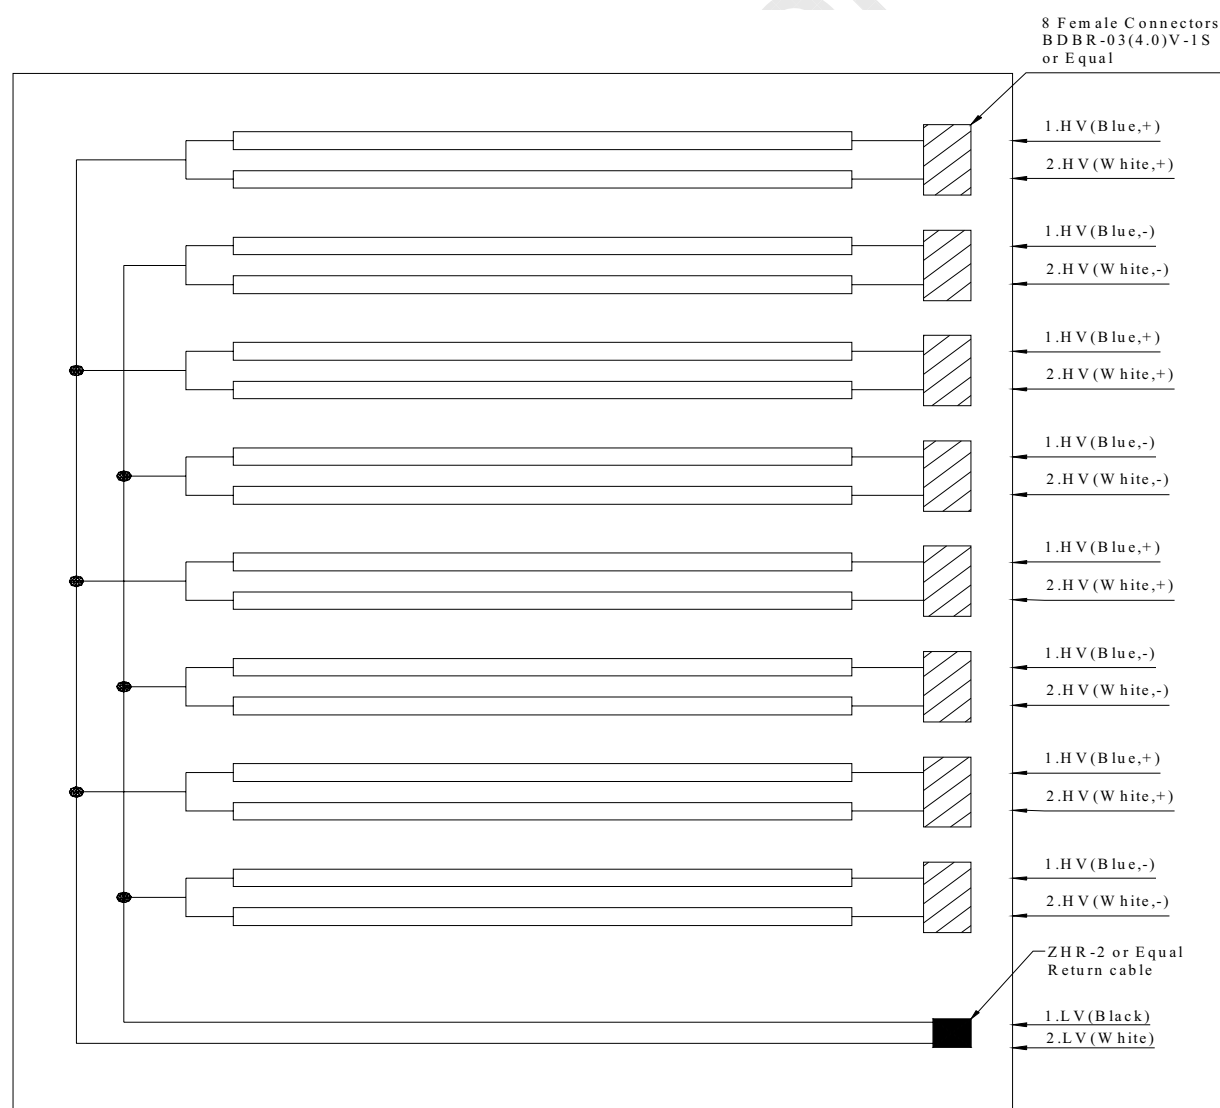 8 Female Connectors
BDBR-03(4.0)V-1S
or Equal
1.HV(Blue,+)
2.HV(White,+)
1.HV(Blue,-)
2.HV(White,-)
1.HV(Blue,+)
2.HV(White,+)
1.HV(Blue,-)
2.HV(White,-)
1.HV(Blue,+)
2.HV(White,+)
1.HV(Blue,-)
2.HV(White,-)
1.HV(Blue,+)
2.HV(White,+)
1.HV(Blue,-)
2.HV(White,-)
ZHR-2 or Equal
Return cable
1.LV(Black)
2.LV(White)